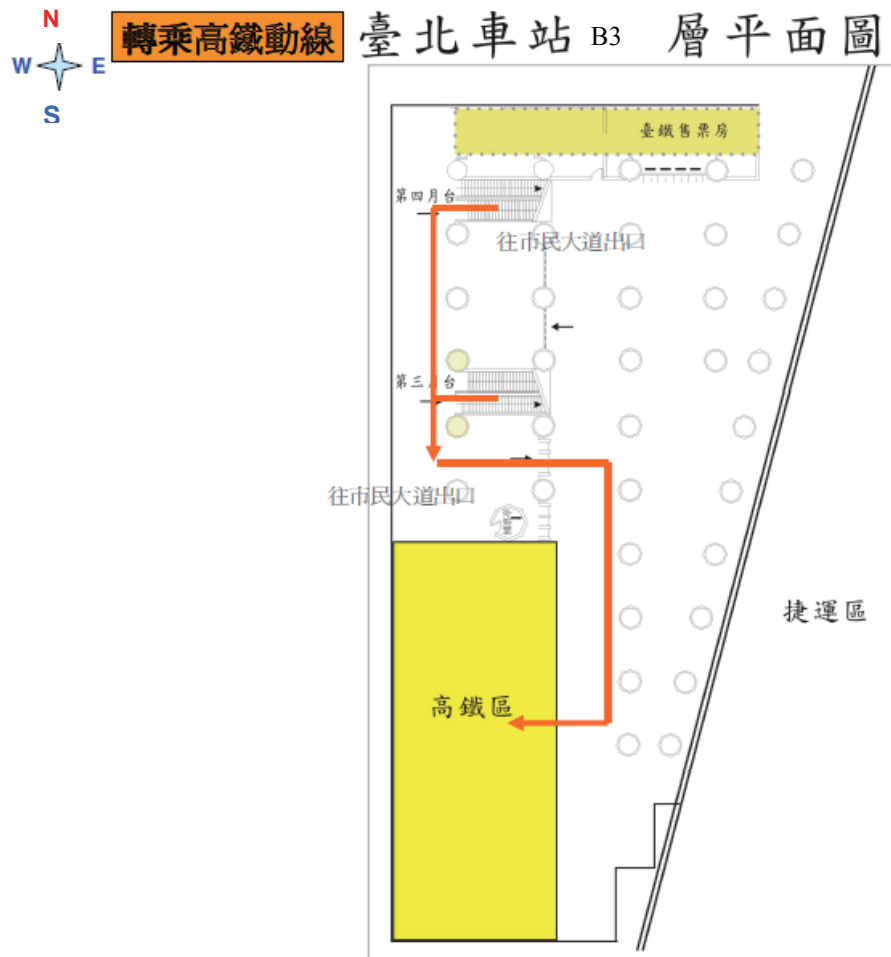 N
W E
S
轉乘高鐵動線 臺北車站 B3 層平面圖
臺鐵售票房
第四月台
往市民大道出口
第三月台
往市民大道出口
捷運區
高鐵區